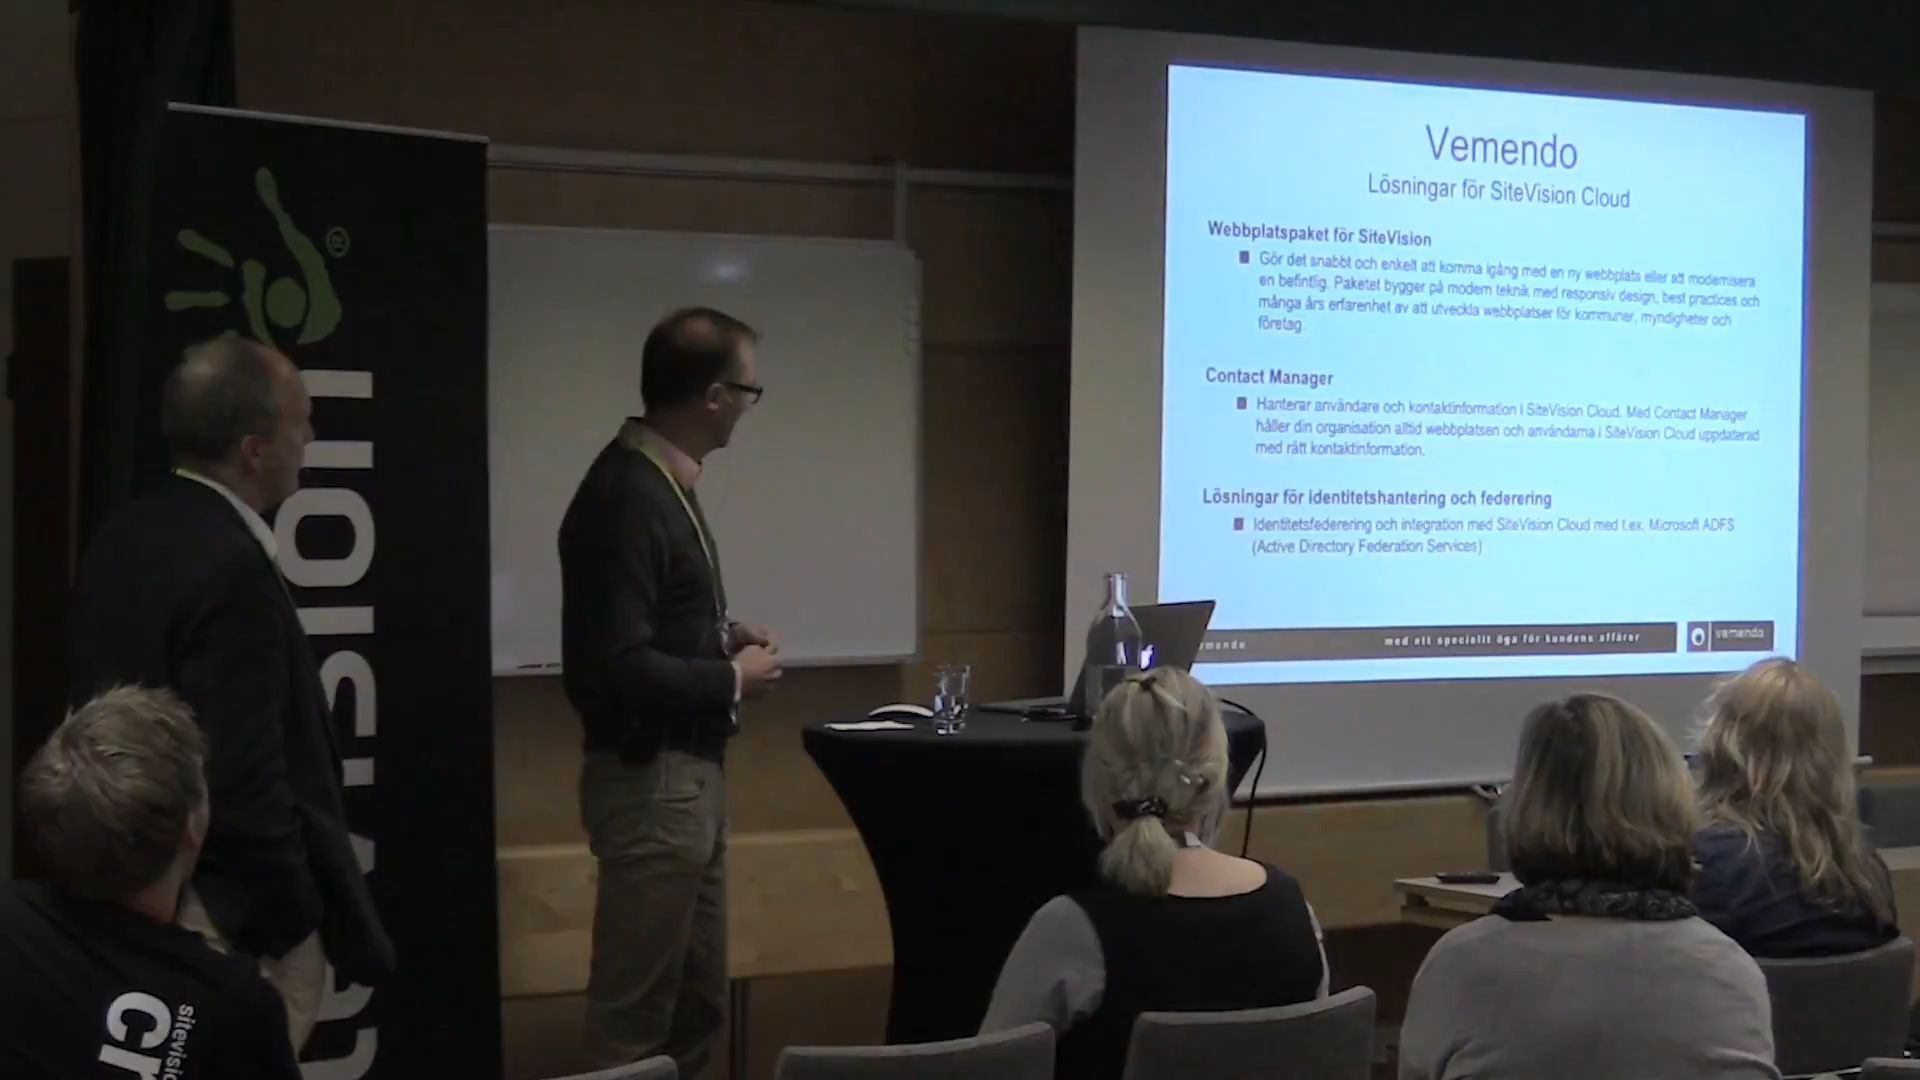 Vemendo
Lösningar för SiteVision Cloud
Webbplatspaket för SiteVision
Gör det snabbt och enkelt att komma igång med en ny webbplats eller att modernisera
en befintlig. Paketet bygger på modern teknik med responsiv design, best practices och
många års erfarenhet av att utveckla webbplatser för kommuner, myndigheter och
företag.
Contact Manager
Hanterar användare och kontaktinformation i SiteVision Cloud. Med Contact Manager
håller din organisation alltid webbplatsen och användarna i SiteVision Cloud uppdaterad
med rätt kontaktinformation.
Lösningar för identitetshantering och federering
Identitetsfederering och integration med SiteVision Cloud med t.ex. Microsoft ADFS
(Active Directory Federation Services)
med ett speciellt öga för kundens affärer
vemendo
®